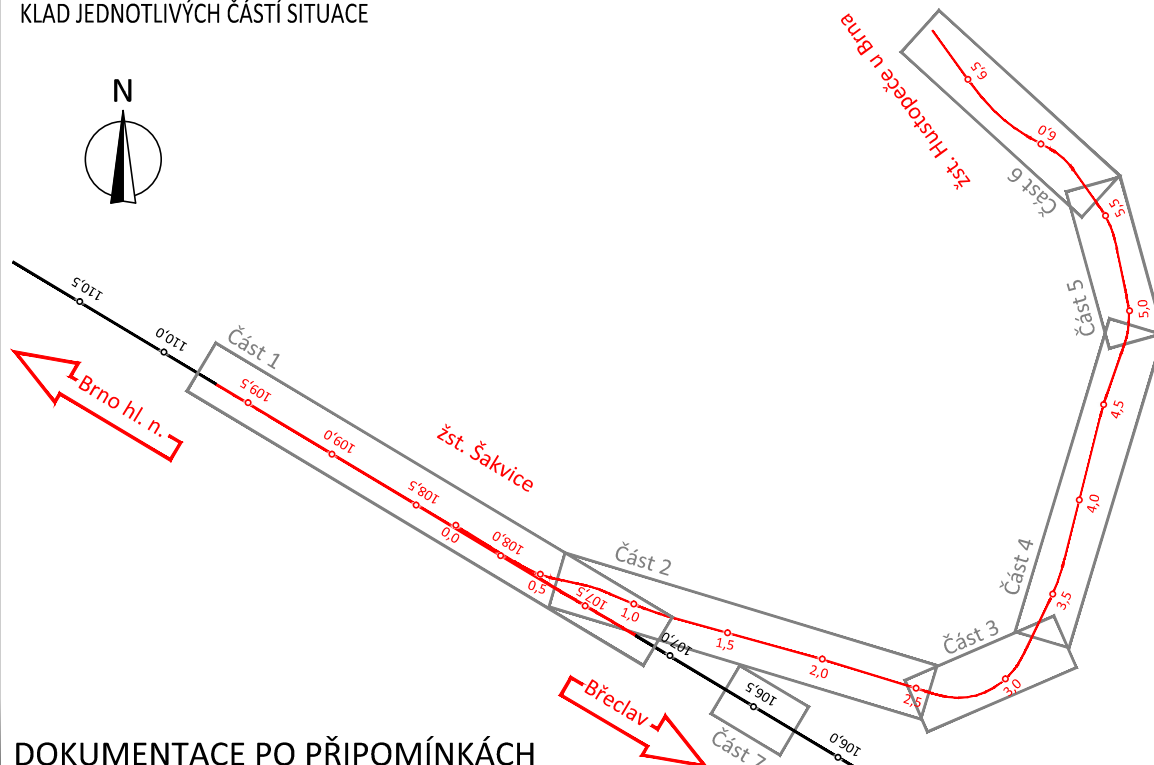 KLAD JEDNOTLIVÝCH ČÁSTÍ SITUACE
N
žst. Hustopeče u Brna
6,5
6,0
Část 6
5,5
5,0
Část 5
4,5
4,0
Část 4
3,5
3,0
Část 3
2,5
2,0
1,5
1,0
0,5
0,0
Část 2
110,5
110,0
Část 1
109,5
109,0
108,5
108,0
107,5
107,0
106,5
106,0
žst. Šakvice
Brno hl. n.
Břeclav
Část 7
DOKUMENTACE PO PŘIPOMÍNKÁCH